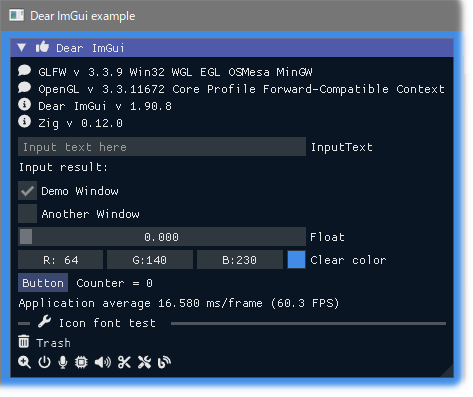 Dear ImGui example
Dear ImGui
GLFW v 3.3.9 Win32 WGL EGL OSMesa MinGW
OpenGL v 3.3.11672 Core Profile Forward-Compatible Context
Dear ImGui v 1.90.8
Zig v 0.12.0
Input text here InputText
Input result:
Demo Window
Another Window
0.000 Float
R: 64 G:140 B:230 Clear color
Button Counter = 0
Application average 16.580 ms/frame (60.3 FPS)
Icon font test
Trash